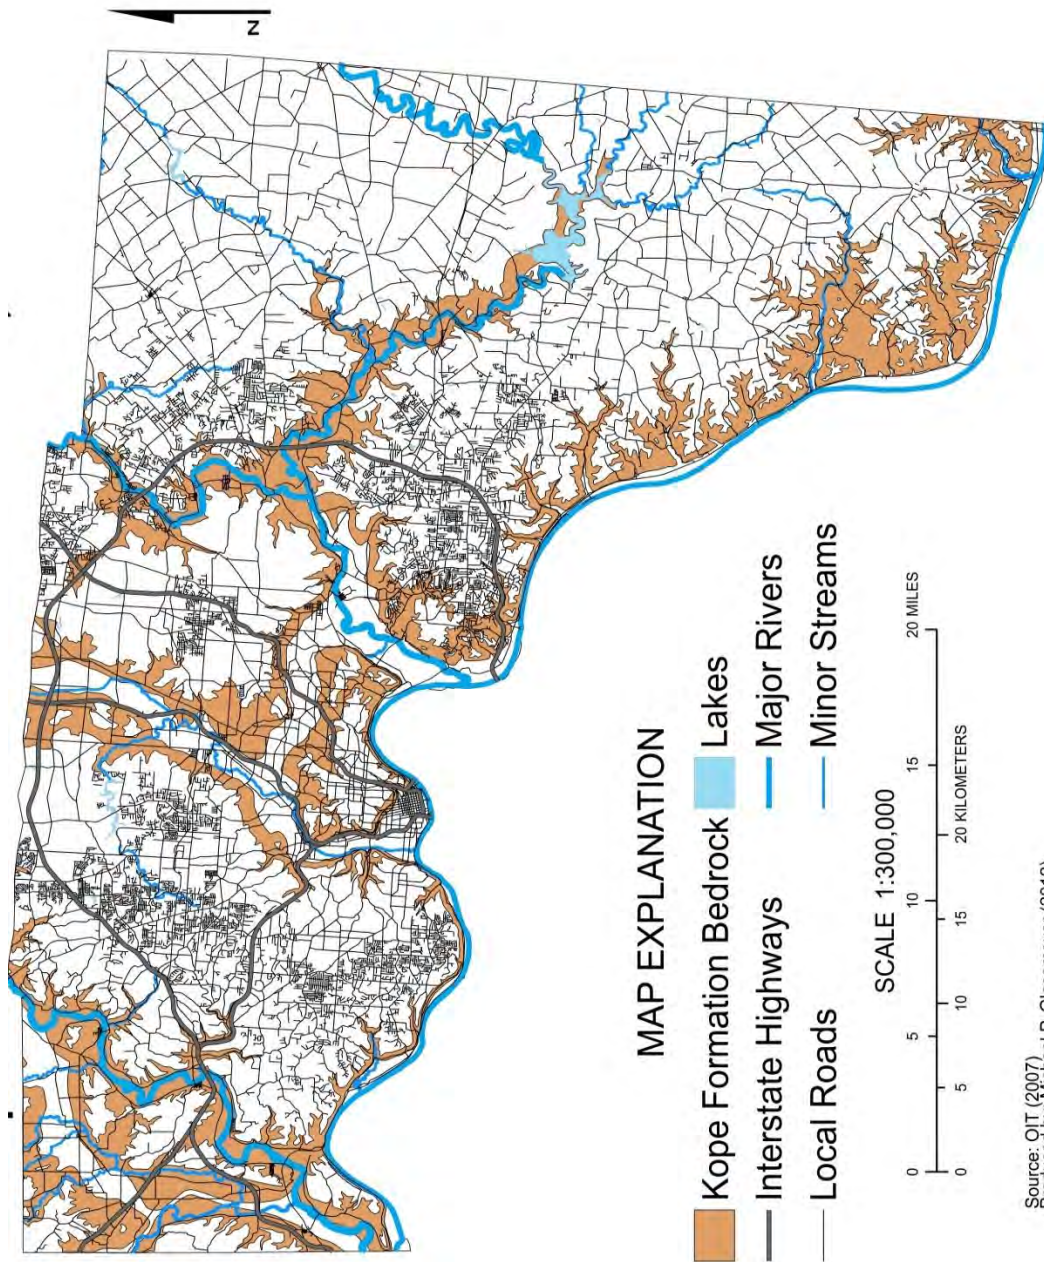 N
MAP EXPLANATION
Kope Formation Bedrock Lakes
Interstate Highways Major Rivers
Local Roads Minor Streams
SCALE 1:300,000
0 5 10 15 20 MILES
0 5 10 15 20 KILOMETERS
Source: OIT (2007)